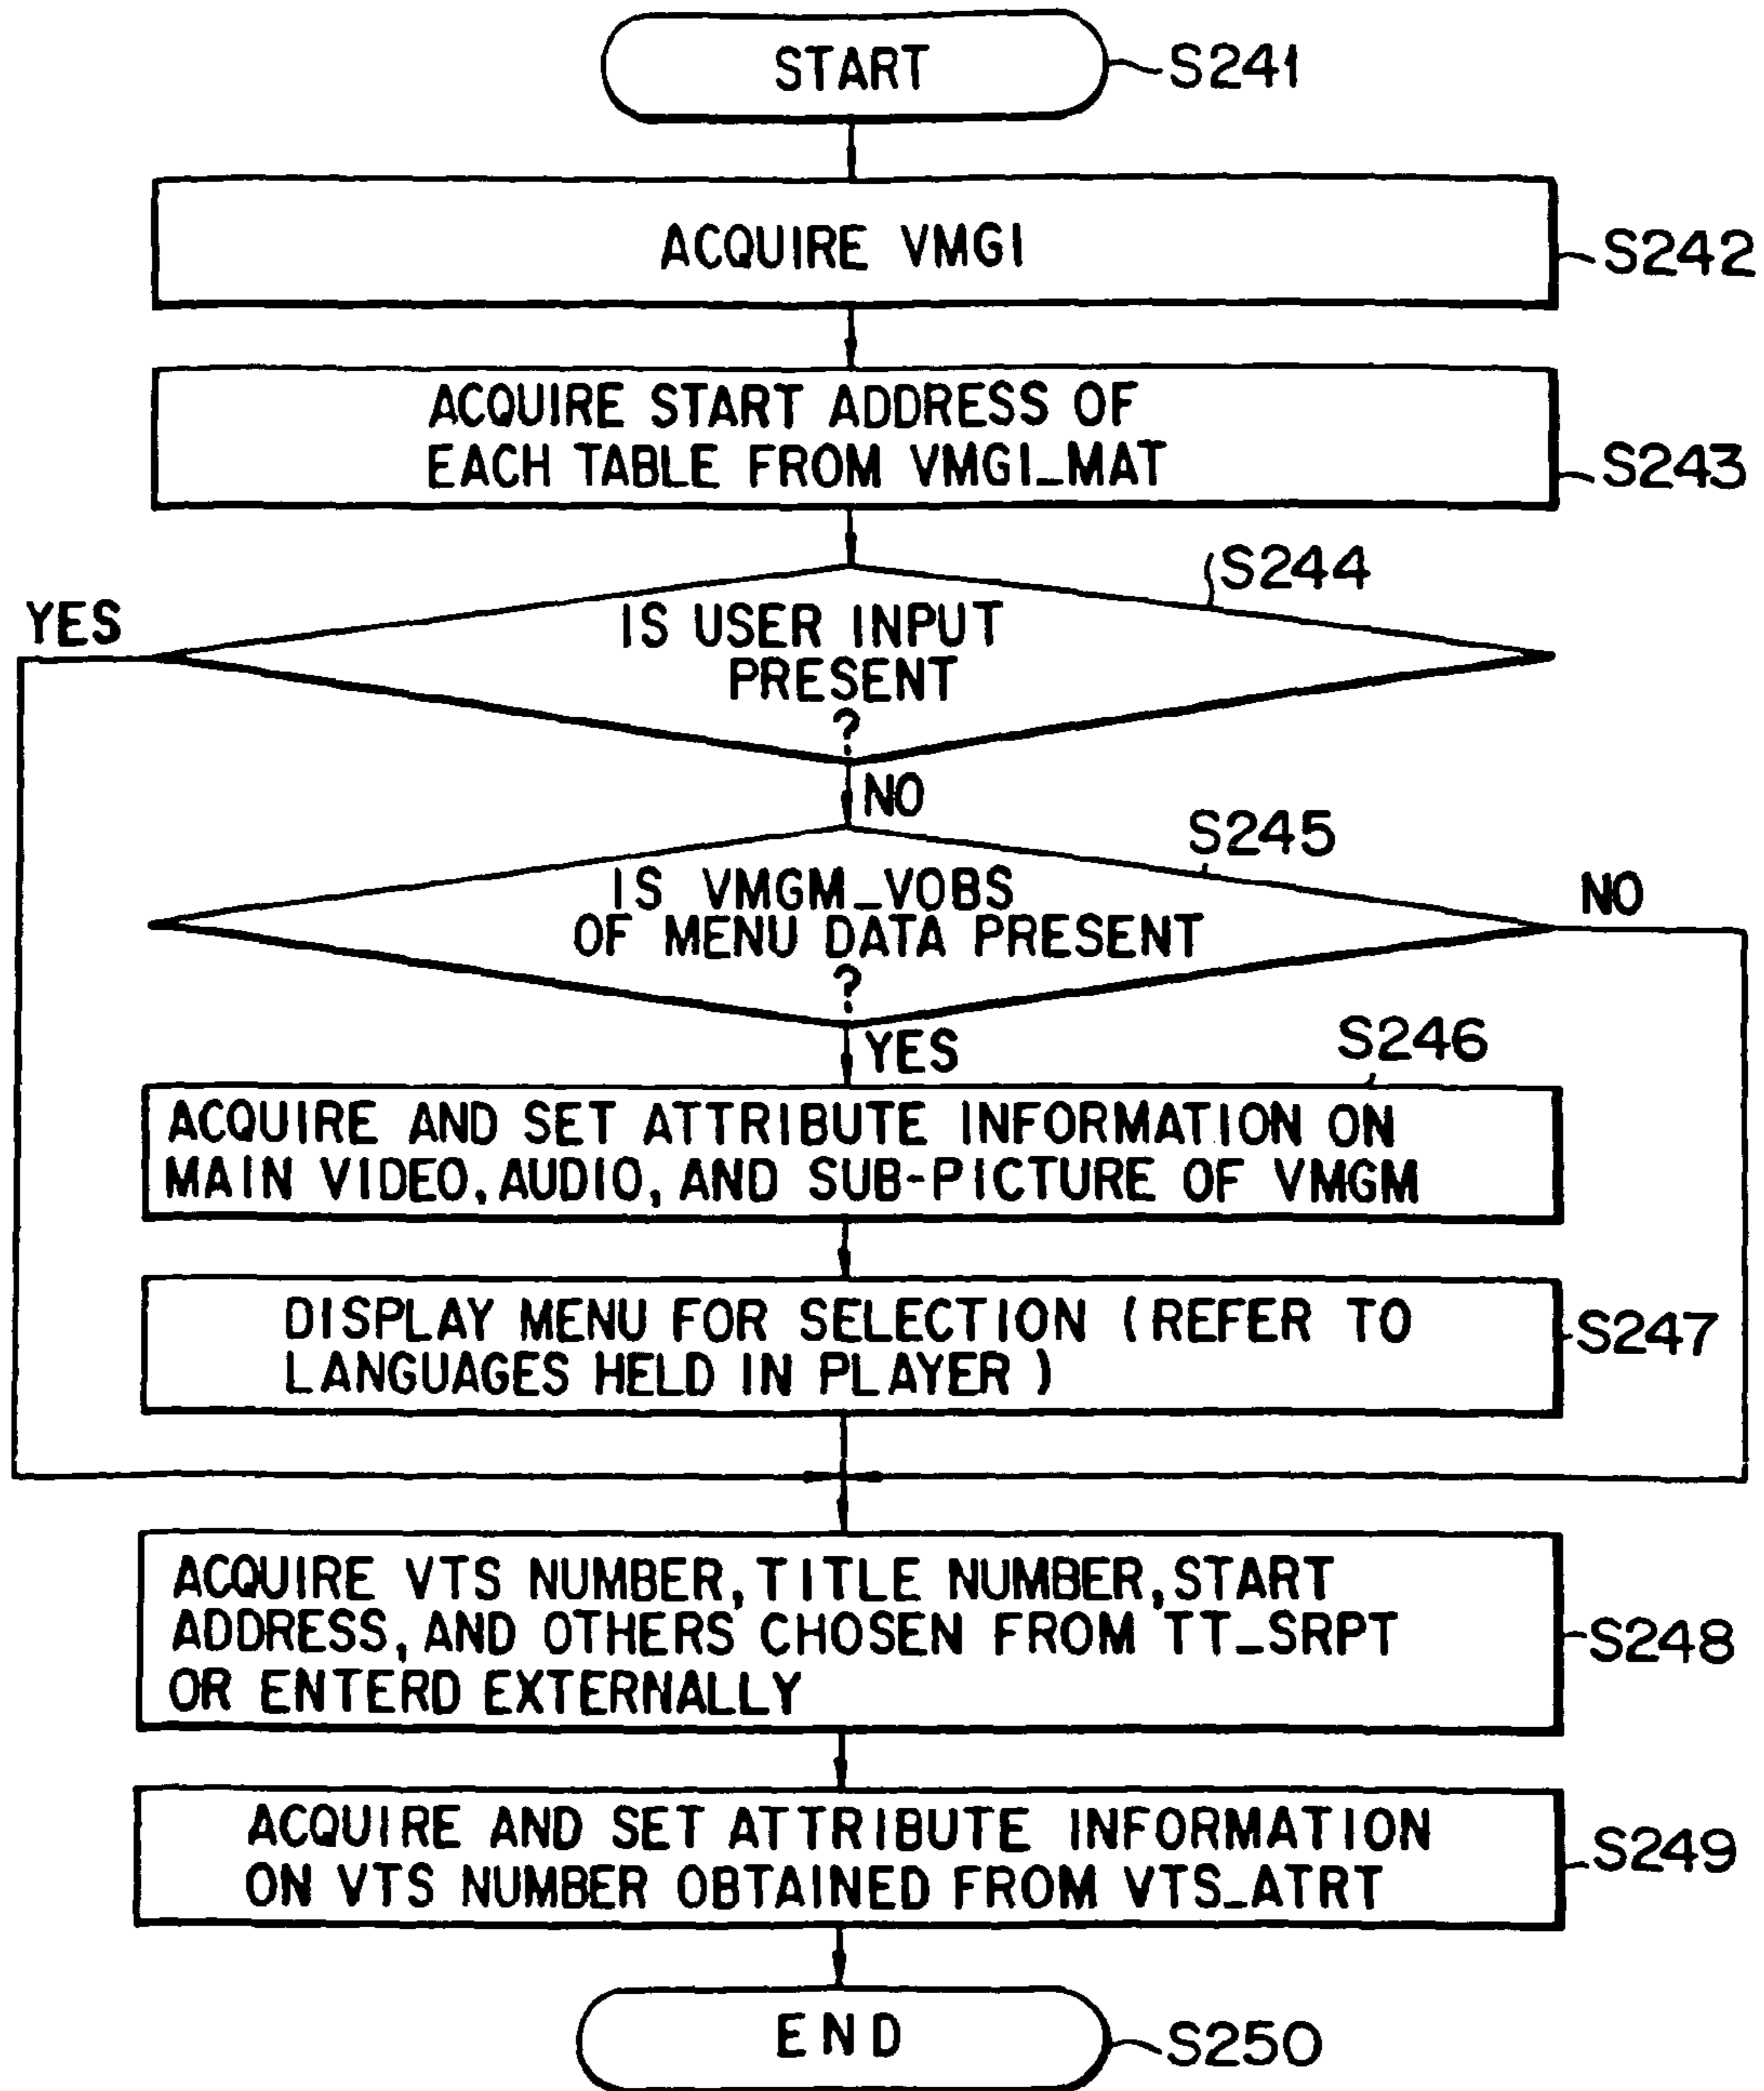 START
S241
ACQUIRE VMGI
S242
ACQUIRE START ADDRESS OF
EACH TABLE FROM VMGI_MAT
S243
S244
YES
IS USER INPUT
PRESENT
?
NO
S245
IS VMGM_VOBS
OF MENU DATA PRESENT
?
NO
YES
S246
ACQUIRE AND SET ATTRIBUTE INFORMATION ON
MAIN VIDEO, AUDIO, AND SUB-PICTURE OF VMGM
DISPLAY MENU FOR SELECTION (REFER TO
LANGUAGES HELD IN PLAYER)
S247
ACQUIRE VTS NUMBER, TITLE NUMBER, START
ADDRESS, AND OTHERS CHOSEN FROM TT_SRPT
OR ENTERD EXTERNALLY
S248
ACQUIRE AND SET ATTRIBUTE INFORMATION
ON VTS NUMBER OBTAINED FROM VTS_ATRT
S249
END
S250